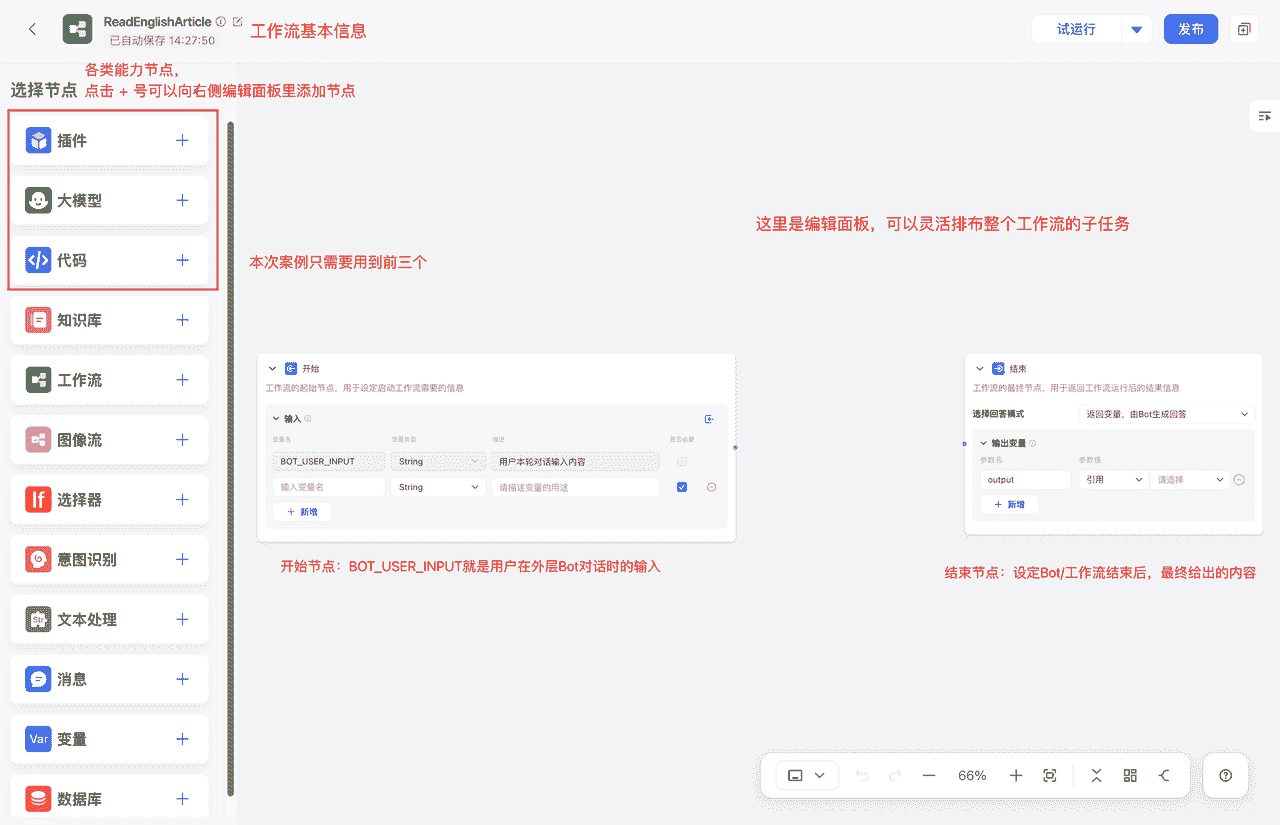 ReadEnglishArticle
已自动保存 14:27:50
工作流基本信息
试运行
发布
各类能力节点，
选择节点
点击 + 号可以向右侧编辑面板里添加节点
插件
大模型
代码
知识库
工作流
图像流
If 选择器
意图识别
Str 文本处理
消息
Var 变量
数据库
这里是编辑面板，可以灵活排布整个工作流的子任务
本次案例只需要用到前三个
开始
工作流的起始节点，用于设定启动工作流需要的信息
输入
变量名 变量类型 描述 是否必要
BOT_USER_INPUT String 用户本轮对话输入内容
输入变量名 String 请描述变量的用途
+ 新增
开始节点：BOT_USER_INPUT就是用户在外层Bot对话时的输入
结束
工作流的最终节点，用于返回工作流运行后的结果信息
选择回答模式 返回变量，由Bot生成回答
输出变量
参数名 参数值
output 引用 请选择
+ 新增
结束节点：设定Bot/工作流结束后，最终给出的内容
66%